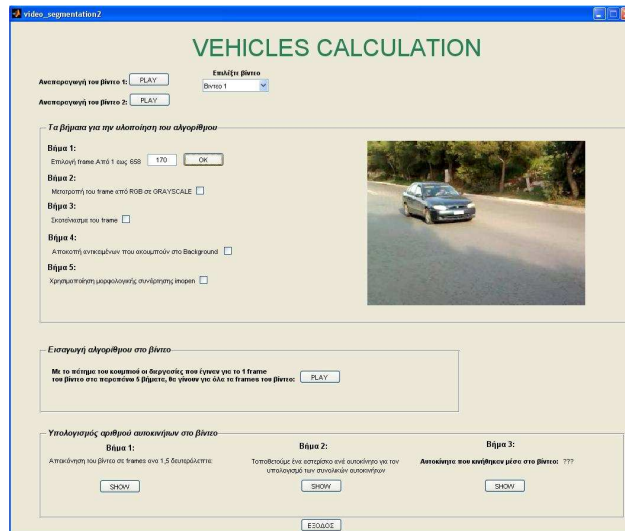 video_segmentation2
VEHICLES CALCULATION
Αναπαραγωγή του βίντεο 1: PLAY
Επιλέξτε βίντεο
Βιντεο 1
Αναπαραγωγή του βίντεο 2: PLAY
Τα βήματα για την υλοποίηση του αλγορίθμου
Βήμα 1:
Επιλογή frame.Από 1 εως 658 170 OK
Βήμα 2:
Μετατροπή του frame από RGB σε GRAYSCALE
Βήμα 3:
Σκοτείνιασμα του frame
Βήμα 4:
Αποκοπή αντικειμένων που ακουμπούν στο Background
Βήμα 5:
Χρησιμοποίηση μορφολογικής συνάρτησης imopen
Εισαγωγή αλγορίθμου στο βίντεο
Με το πάτημα του κουμπιού οι διεργασίες που έγιναν για το 1 frame
του βίντεο στα παραπάνω 5 βήματα, θα γίνουν για όλα τα frames του βίντεο: PLAY
Υπολογισμός αριθμού αυτοκινήτων στο βίντεο
Βήμα 1:
Απεικόνηση του βίντεο σε frames ανα 1,5 δευτερόλεπτα:
SHOW
Βήμα 2:
Τοποθετούμε ένα αστερίσκο ανά αυτοκίνητο για τον
υπολογισμό των συνολικών αυτοκινήτων
SHOW
Βήμα 3:
Αυτοκίνητα που κινήθηκαν μέσα στο βίντεο: ???
SHOW
ΕΞΟΔΟΣ